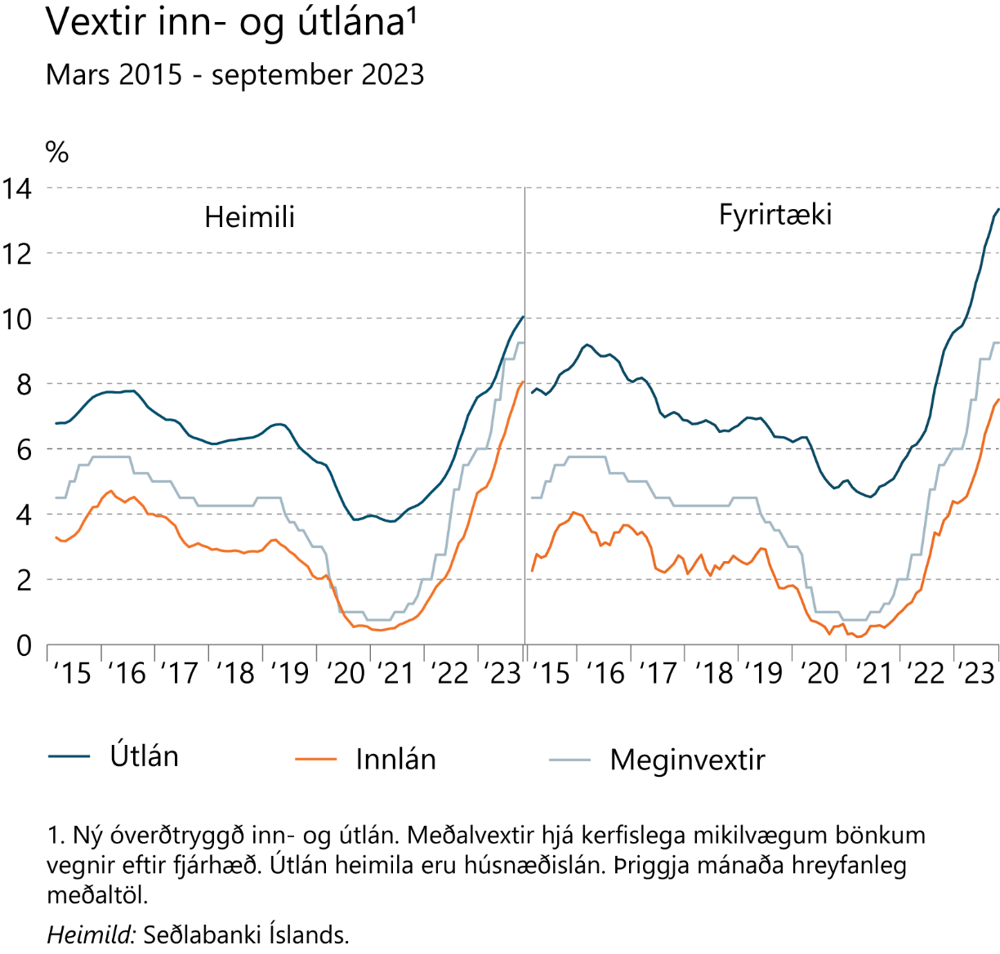 Vextir inn- og útlána¹
Mars 2015 - september 2023
%
14
12
10
8
6
4
2
0
Heimili
Fyrirtæki
‘15 ‘16 ‘17 ‘18 ‘19 ‘20 ‘21 ‘22 ‘23 ‘15 ‘16 ‘17 ‘18 ‘19 ‘20 ‘21 ‘22 ‘23
Útlán Innlán Meginvextir
1. Ný óverðtryggð inn- og útlán. Meðalvextir hjá kerfislega mikilvægum bönkum
vegnir eftir fjárhæð. Útlán heimila eru húsnæðislán. Þriggja mánaða hreyfanleg
meðaltöl.
Heimild: Seðlabanki Íslands.